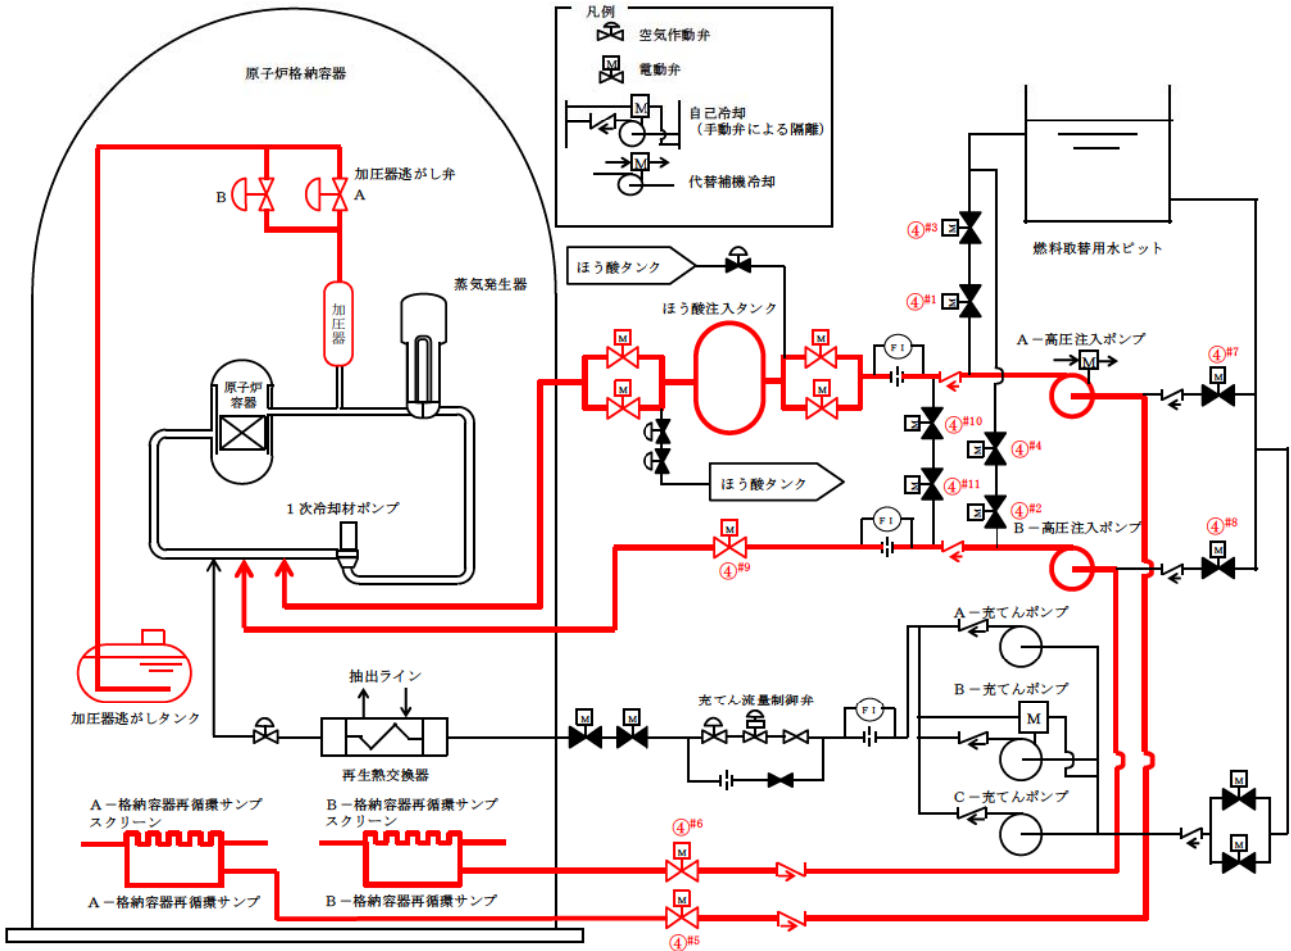 凡例
空気作動弁
M
電動弁
M
自己冷却
(手動弁による隔離)
M
代替補機冷却
原子炉格納容器
加圧器逃がし弁
B
A
蒸気発生器
加圧器
原子炉
容器
1次冷却材ポンプ
加圧器逃がしタンク
ほう酸タンク
ほう酸注入タンク
M
M
M
M
FI
ほう酸タンク
④#3
M
④#1
M
燃料取替用水ピット
A-高圧注入ポンプ
M
④#7
M
M
④#10
M
④#4
M
④#11
M
④#2
B-高圧注入ポンプ
④#8
M
FI
M
④#9
抽出ライン
再生熱交換器
M
M
充てん流量制御弁
FI
A-充てんポンプ
B-充てんポンプ
M
C-充てんポンプ
M
M
A-格納容器再循環サンプ
スクリーン
B-格納容器再循環サンプ
スクリーン
④#6
M
A-格納容器再循環サンプ
B-格納容器再循環サンプ
M
④#5